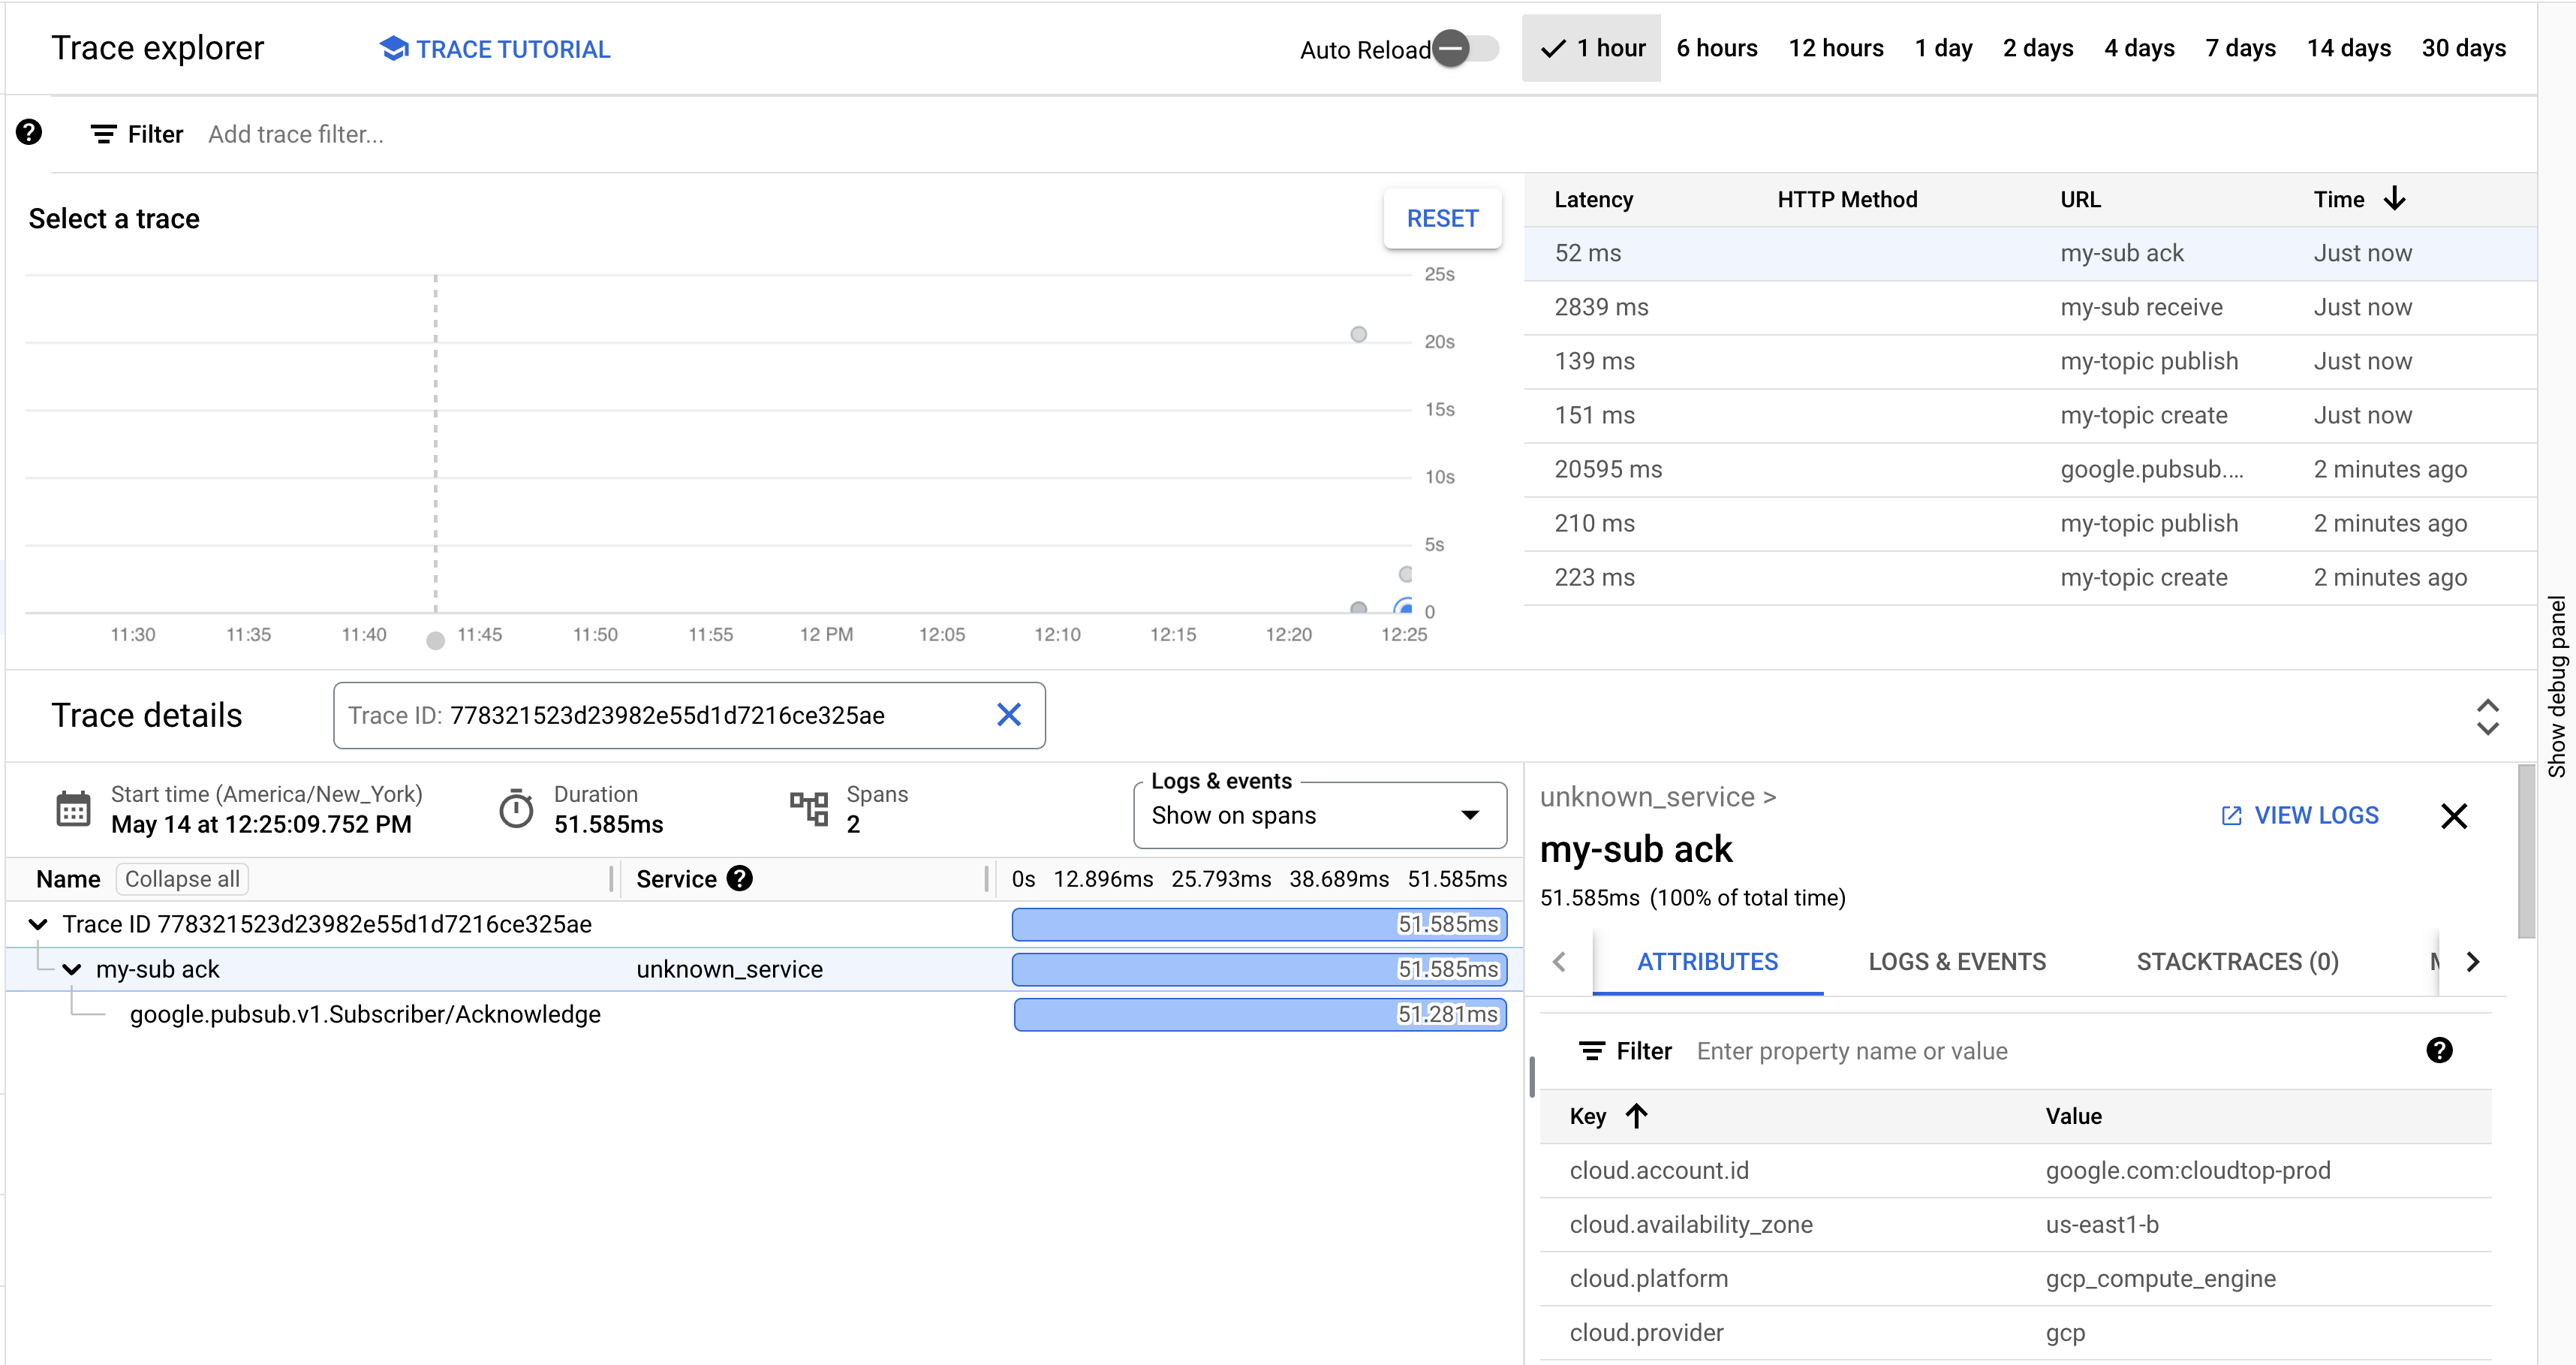 Trace explorer
TRACE TUTORIAL
Auto Reload
1 hour 6 hours 12 hours 1 day 2 days 4 days 7 days 14 days 30 days
Filter Add trace filter...
Select a trace
RESET
25s
20s
15s
10s
5s
0
11:30 11:35 11:40 11:45 11:50 11:55 12 PM 12:05 12:10 12:15 12:20 12:25
Latency HTTP Method URL Time
52 ms my-sub ack Just now
2839 ms my-sub receive Just now
139 ms my-topic publish Just now
151 ms my-topic create Just now
20595 ms google.pubsub.... 2 minutes ago
210 ms my-topic publish 2 minutes ago
223 ms my-topic create 2 minutes ago
Show debug panel
Trace details
Trace ID: 778321523d23982e55d1d7216ce325ae
Start time (America/New_York)
May 14 at 12:25:09.752 PM
Duration
51.585ms
Spans
2
Logs & events
Show on spans
Name Collapse all Service 0s 12.896ms 25.793ms 38.689ms 51.585ms
Trace ID 778321523d23982e55d1d7216ce325ae 51.585ms
my-sub ack unknown_service 51.585ms
google.pubsub.v1.Subscriber/Acknowledge 51.281ms
unknown_service >
VIEW LOGS
my-sub ack
51.585ms (100% of total time)
ATTRIBUTES LOGS & EVENTS STACKTRACES (0)
Filter Enter property name or value
Key Value
cloud.account.id google.com:cloudtop-prod
cloud.availability_zone us-east1-b
cloud.platform gcp_compute_engine
cloud.provider gcp